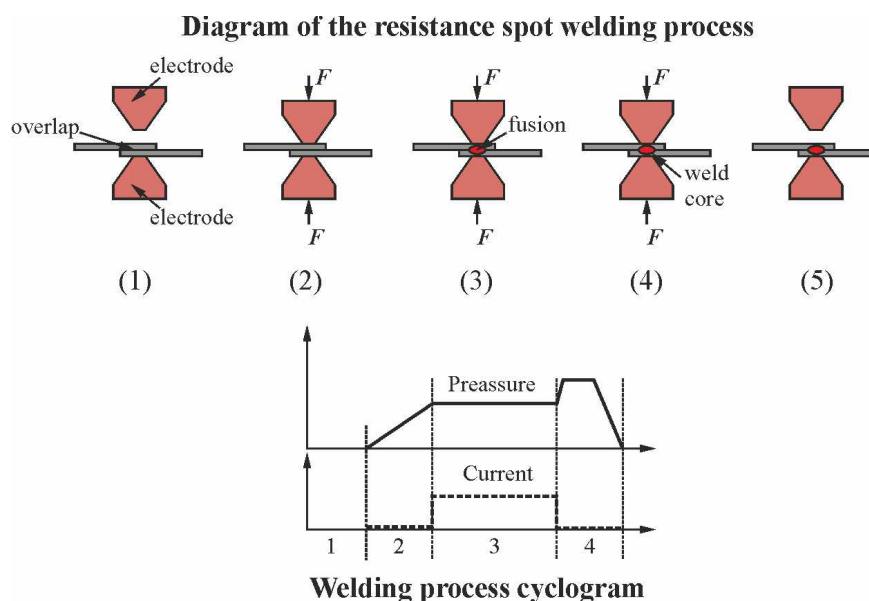 Diagram of the resistance spot welding process
electrode
F
F
F
overlap
fusion
weld
core
electrode
F
F
F
(1)
(2)
(3)
(4)
(5)
Preassure
Current
1
2
3
4
Welding process cyclogram